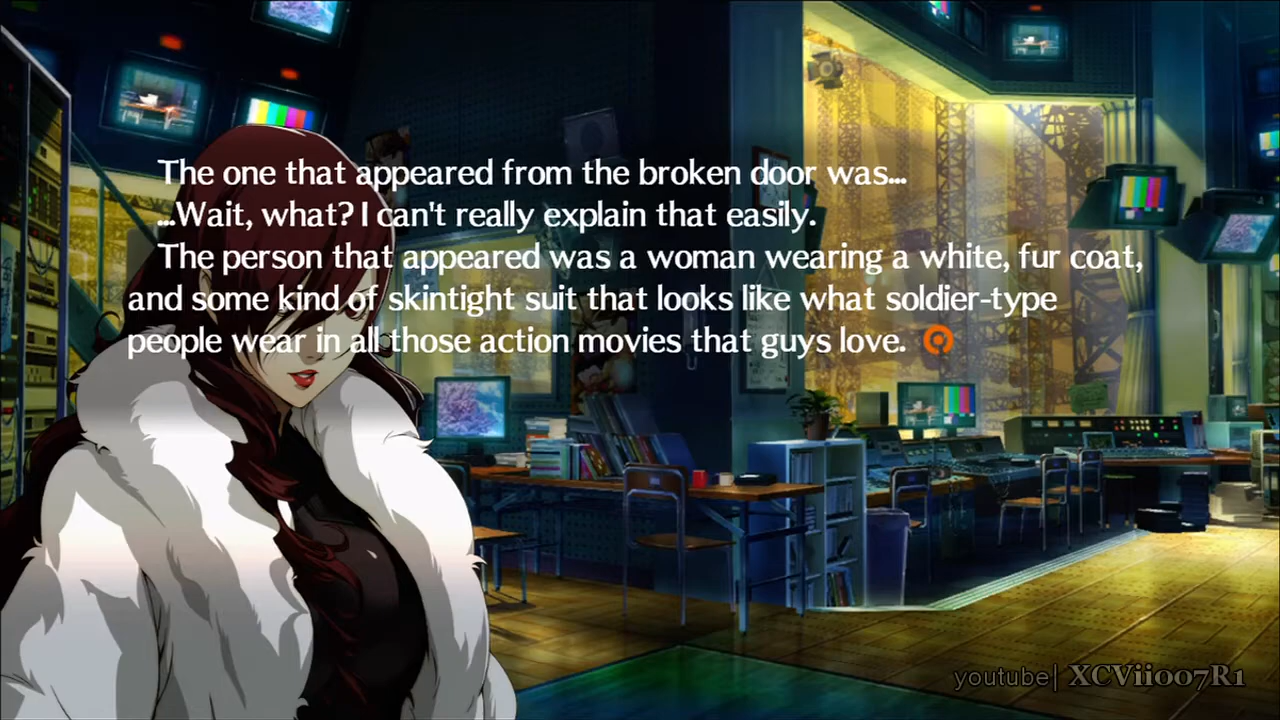 The one that appeared from the broken door was...
...Wait, what? I can't really explain that easily.
The person that appeared was a woman wearing a white, fur coat,
and some kind of skintight suit that looks like what soldier-type
people wear in all those action movies that guys love.
youtube| XCVii007R1